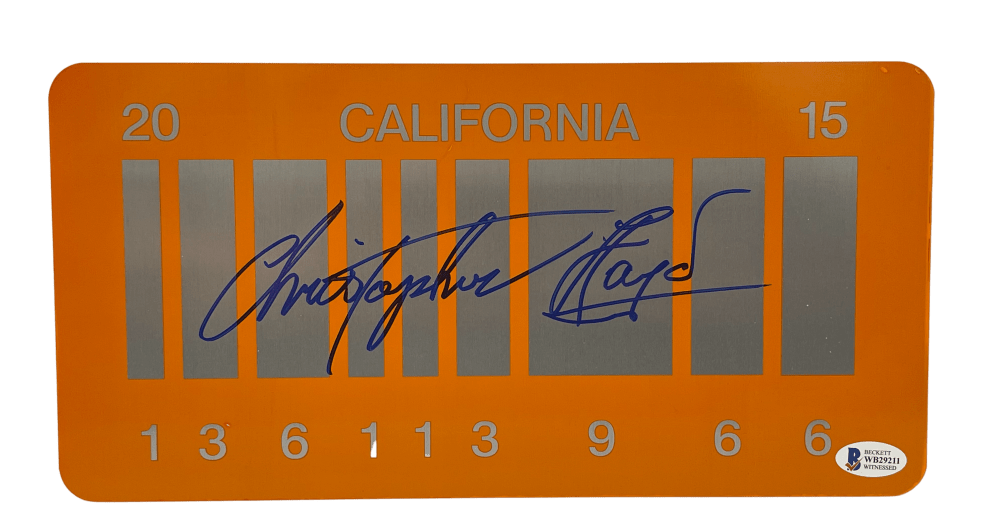 20 CALIFORNIA 15
Christopher Lloyd
1 3 6 1 1 3 9 6 6
BECKETT
WB29211
WITNESSED